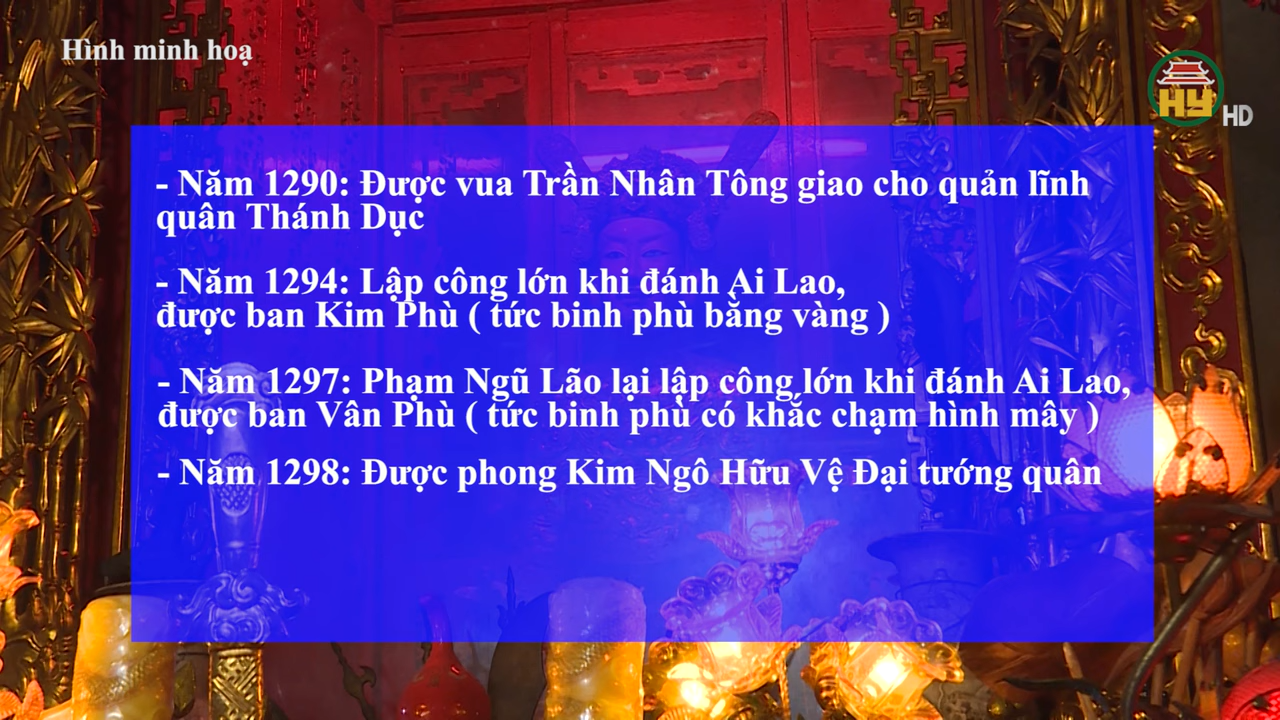 Hình minh hoạ
HY
HD
- Năm 1290: Được vua Trần Nhân Tông giao cho quản lĩnh
quân Thánh Dục
- Năm 1294: Lập công lớn khi đánh Ai Lao,
được ban Kim Phù ( tức binh phù bằng vàng )
- Năm 1297: Phạm Ngũ Lão lại lập công lớn khi đánh Ai Lao,
được ban Vân Phù ( tức binh phù có khắc chạm hình mây )
- Năm 1298: Được phong Kim Ngô Hữu Vệ Đại tướng quân